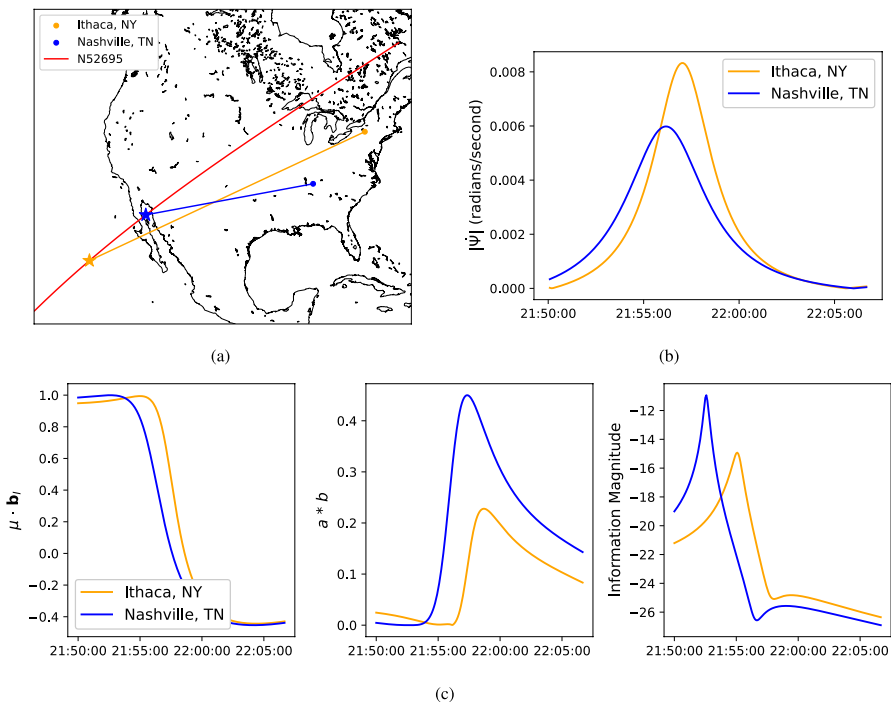 Ithaca, NY
Nashville, TN
N52695
(a)
0.008
0.006
0.004
0.002
0.000
|Ψ̇| (radians/second)
Ithaca, NY
Nashville, TN
21:50:00 21:55:00 22:00:00 22:05:00
(b)
1.0
0.8
0.6
0.4
0.2
0.0
−0.2
−0.4
μ · b_l
Ithaca, NY
Nashville, TN
21:50:00 21:55:00 22:00:00 22:05:00
0.4
0.3
0.2
0.1
0.0
a * b
21:50:00 21:55:00 22:00:00 22:05:00
−12
−14
−16
−18
−20
−22
−24
−26
Information Magnitude
21:50:00 21:55:00 22:00:00 22:05:00
(c)